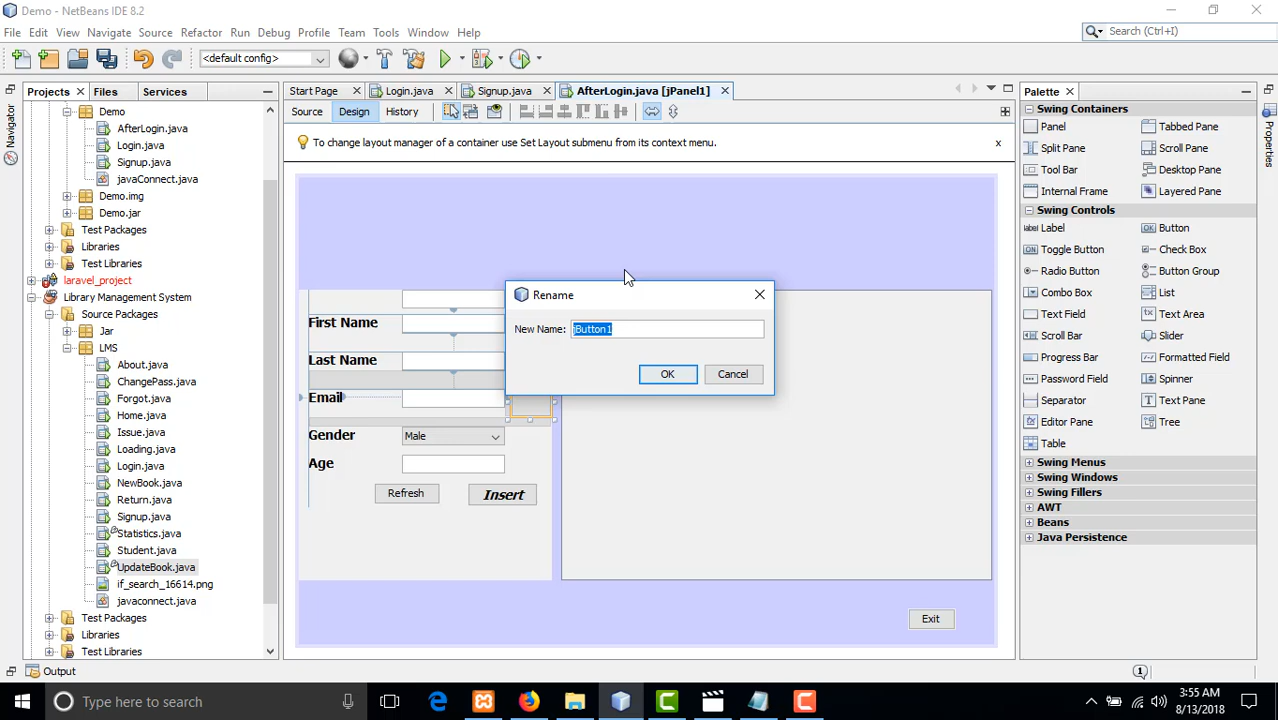 Demo - NetBeans IDE 8.2
File Edit View Navigate Source Refactor Run Debug Profile Team Tools Window Help
Search (Ctrl+I)
<default config>
Projects Files Services
Start Page Login.java Signup.java AfterLogin.java [jPanel1]
Palette
Source Design History
To change layout manager of a container use Set Layout submenu from its context menu. x
Navigator
Properties
Demo
AfterLogin.java
Login.java
Signup.java
javaConnect.java
Demo.img
Demo.jar
Test Packages
Libraries
Test Libraries
laravel_project
Library Management System
Source Packages
Jar
LMS
About.java
ChangePass.java
Forgot.java
Home.java
Issue.java
Loading.java
Login.java
NewBook.java
Return.java
Signup.java
Statistics.java
Student.java
UpdateBook.java
if_search_16614.png
javaconnect.java
Test Packages
Libraries
Test Libraries
First Name
Last Name
Email
Gender Male
Age
Refresh Insert
Exit
Rename
New Name: jButton1
OK Cancel
Swing Containers
Panel Tabbed Pane
Split Pane Scroll Pane
Tool Bar Desktop Pane
Internal Frame Layered Pane
Swing Controls
label Label OK Button
ON Toggle Button Check Box
Radio Button Button Group
Combo Box List
Text Field Text Area
Scroll Bar Slider
Progress Bar Formatted Field
Password Field Spinner
Separator T Text Pane
Editor Pane Tree
Table
Swing Menus
Swing Windows
Swing Fillers
AWT
Beans
Java Persistence
Output
1
Type here to search
3:55 AM
8/13/2018